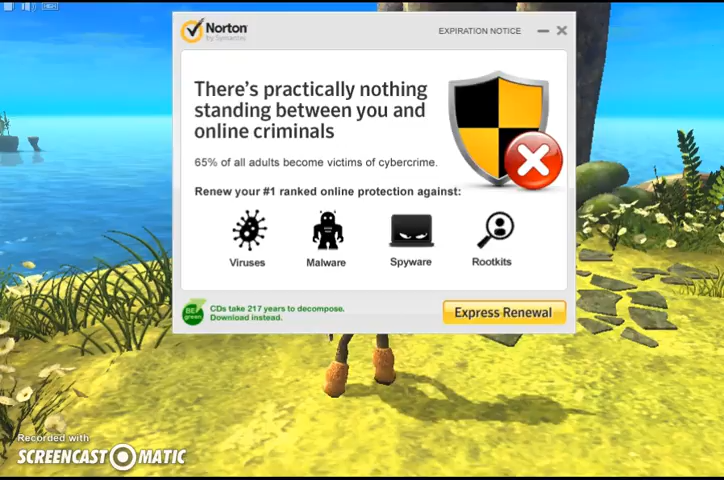 Norton
by Symantec
EXPIRATION NOTICE
There's practically nothing
standing between you and
online criminals
65% of all adults become victims of cybercrime.
Renew your #1 ranked online protection against:
Viruses
Malware
Spyware
Rootkits
BE
green
CDs take 217 years to decompose.
Download instead.
Express Renewal
Recorded with
SCREENCAST MATIC